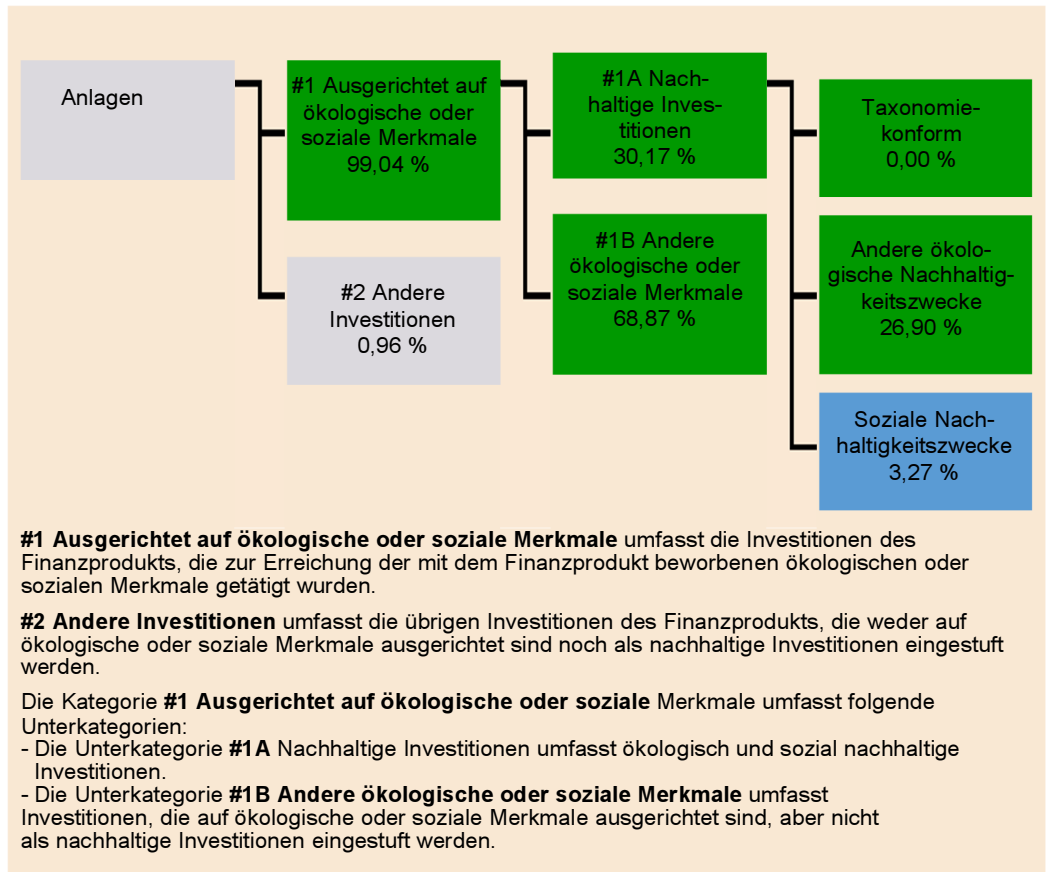 Anlagen
#1 Ausgerichtet auf
ökologische oder
soziale Merkmale
99,04 %
#2 Andere
Investitionen
0,96 %
#1A Nach-
haltige Inves-
titionen
30,17 %
#1B Andere
ökologische oder
soziale Merkmale
68,87 %
Taxonomie-
konform
0,00 %
Andere ökolo-
gische Nachhaltig-
keitszwecke
26,90 %
Soziale Nach-
haltigkeitszwecke
3,27 %
#1 Ausgerichtet auf ökologische oder soziale Merkmale umfasst die Investitionen des
Finanzprodukts, die zur Erreichung der mit dem Finanzprodukt beworbenen ökologischen oder
sozialen Merkmale getätigt wurden.
#2 Andere Investitionen umfasst die übrigen Investitionen des Finanzprodukts, die weder auf
ökologische oder soziale Merkmale ausgerichtet sind noch als nachhaltige Investitionen eingestuft
werden.
Die Kategorie #1 Ausgerichtet auf ökologische oder soziale Merkmale umfasst folgende
Unterkategorien:
- Die Unterkategorie #1A Nachhaltige Investitionen umfasst ökologisch und sozial nachhaltige
Investitionen.
- Die Unterkategorie #1B Andere ökologische oder soziale Merkmale umfasst
Investitionen, die auf ökologische oder soziale Merkmale ausgerichtet sind, aber nicht
als nachhaltige Investitionen eingestuft werden.